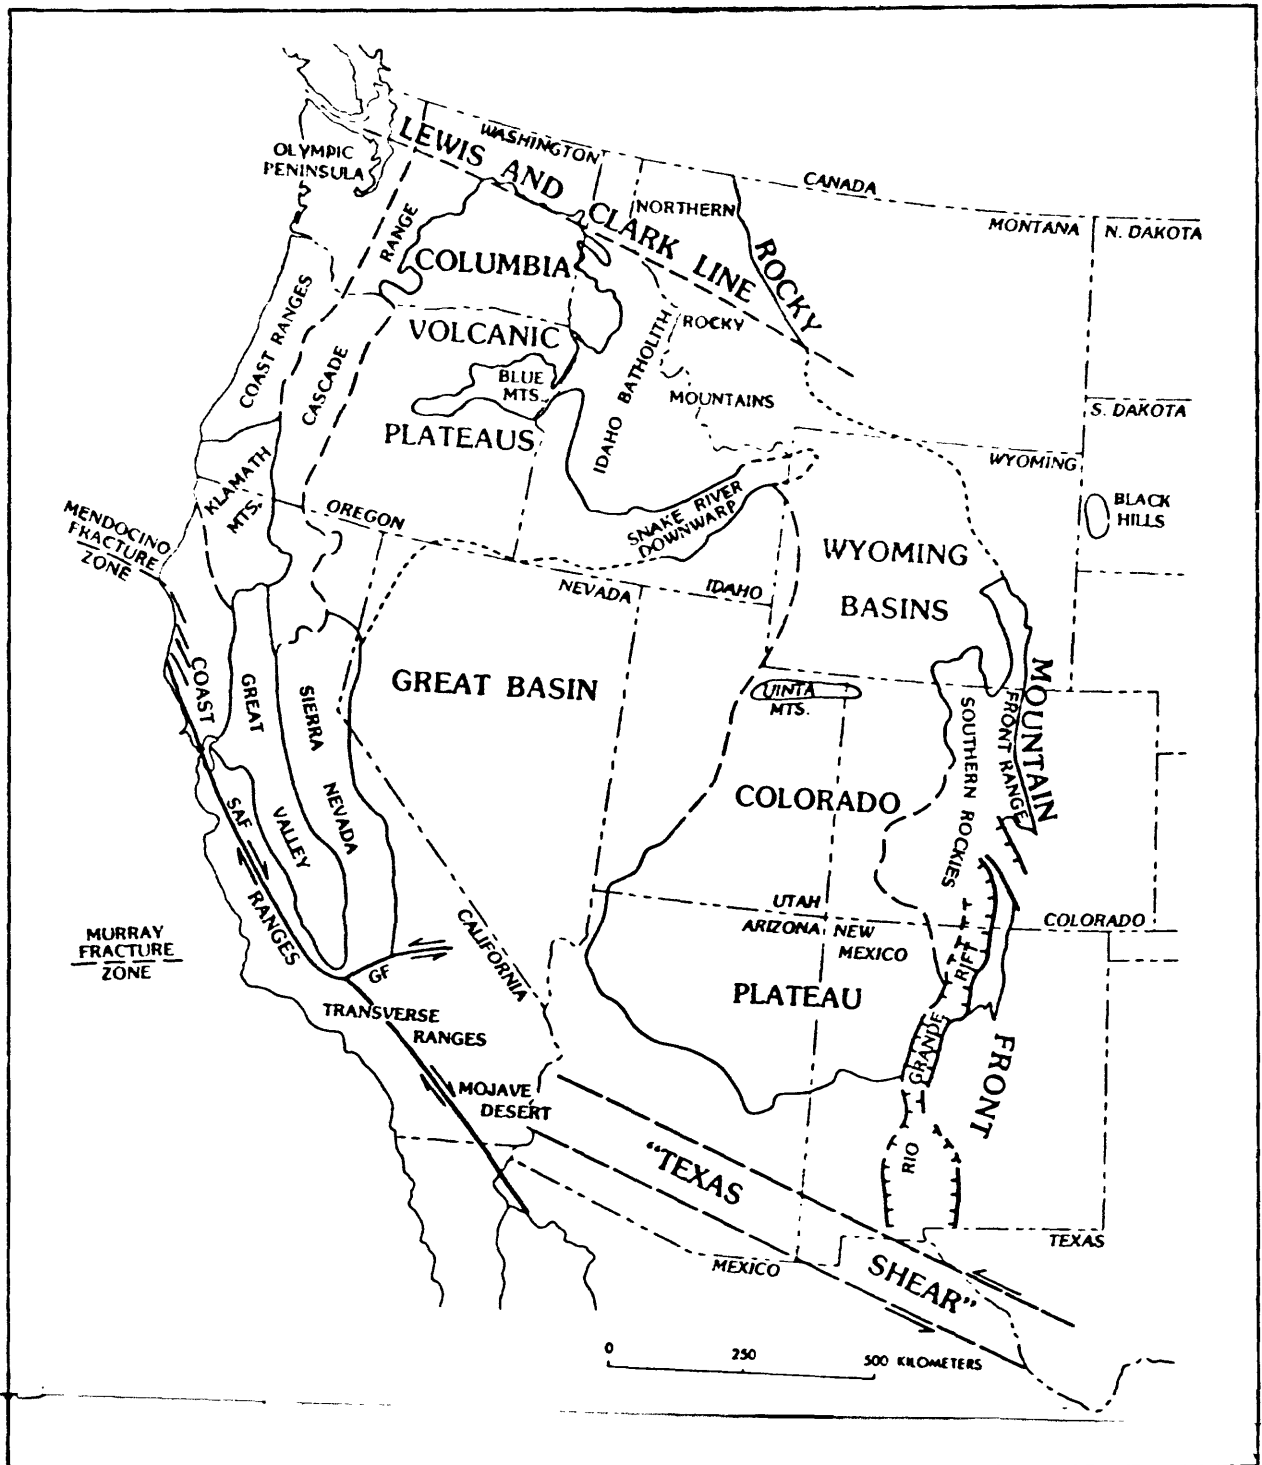 WASHINGTON
LEWIS AND CLARK LINE
OLYMPIC
PENINSULA
CANADA
NORTHERN
MONTANA
N. DAKOTA
ROCKY
RANGE
COLUMBIA
COAST RANGES
VOLCANIC
ROCKY
CASCADE
BLUE
MTS.
IDAHO BATHOLITH
MOUNTAINS
S. DAKOTA
PLATEAUS
WYOMING
KLAMATH
MTS.
BLACK
HILLS
MENDOCINO
FRACTURE
ZONE
OREGON
SNAKE RIVER
DOWNWARP
WYOMING
BASINS
NEVADA
IDAHO
COAST
GREAT
SIERRA
GREAT BASIN
UINTA
MTS.
MOUNTAIN
FRONT RANGE
SOUTHERN ROCKIES
NEVADA
COLORADO
SAF
VALLEY
RANGES
UTAH
COLORADO
ARIZONA
NEW
MEXICO
CALIFORNIA
MURRAY
FRACTURE
ZONE
GF
RIFT
PLATEAU
TRANSVERSE
RANGES
GRANDE
FRONT
MOJAVE
DESERT
RIO
"TEXAS
TEXAS
MEXICO
SHEAR"
0
250
500 KILOMETERS